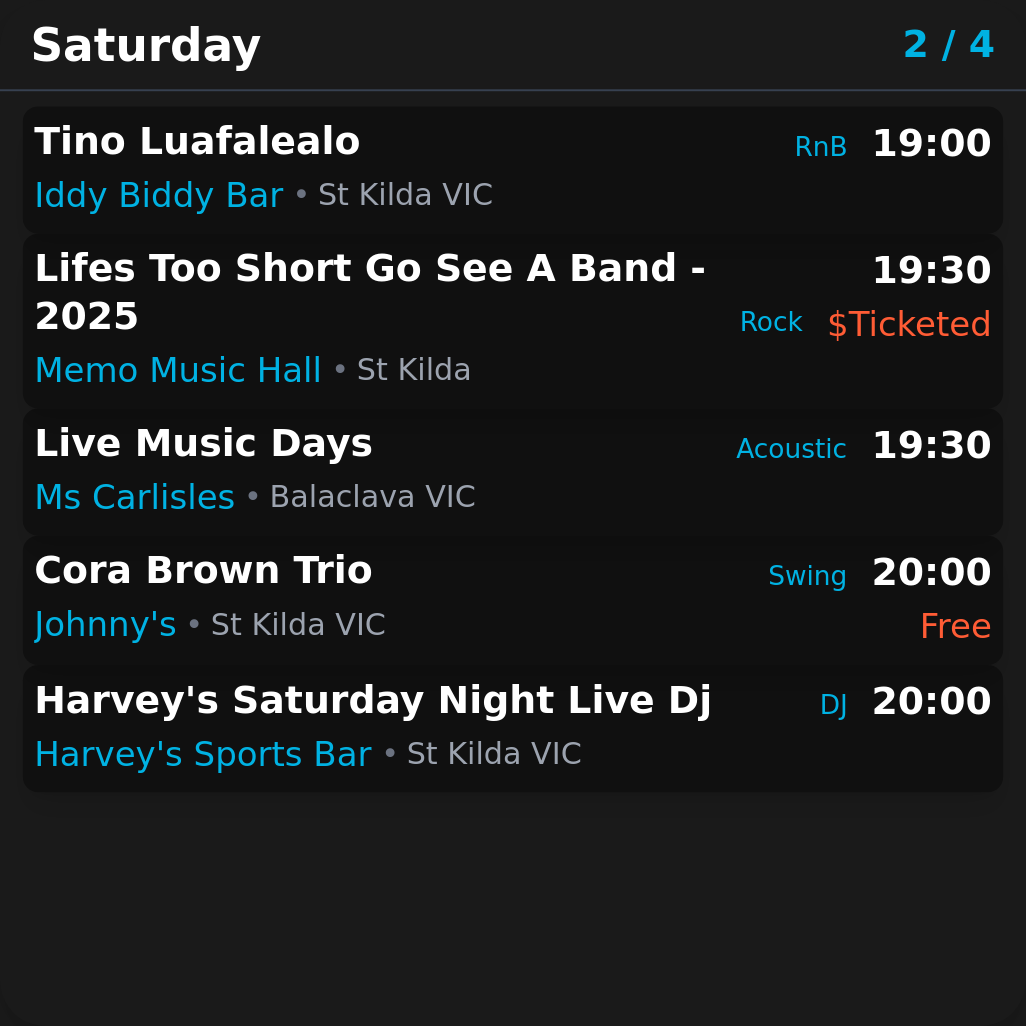 Saturday 2 / 4
Tino Luafalealo RnB 19:00
Iddy Biddy Bar • St Kilda VIC
Lifes Too Short Go See A Band - 19:30
2025 Rock $Ticketed
Memo Music Hall • St Kilda
Live Music Days Acoustic 19:30
Ms Carlisles • Balaclava VIC
Cora Brown Trio Swing 20:00
Johnny's • St Kilda VIC Free
Harvey's Saturday Night Live Dj DJ 20:00
Harvey's Sports Bar • St Kilda VIC